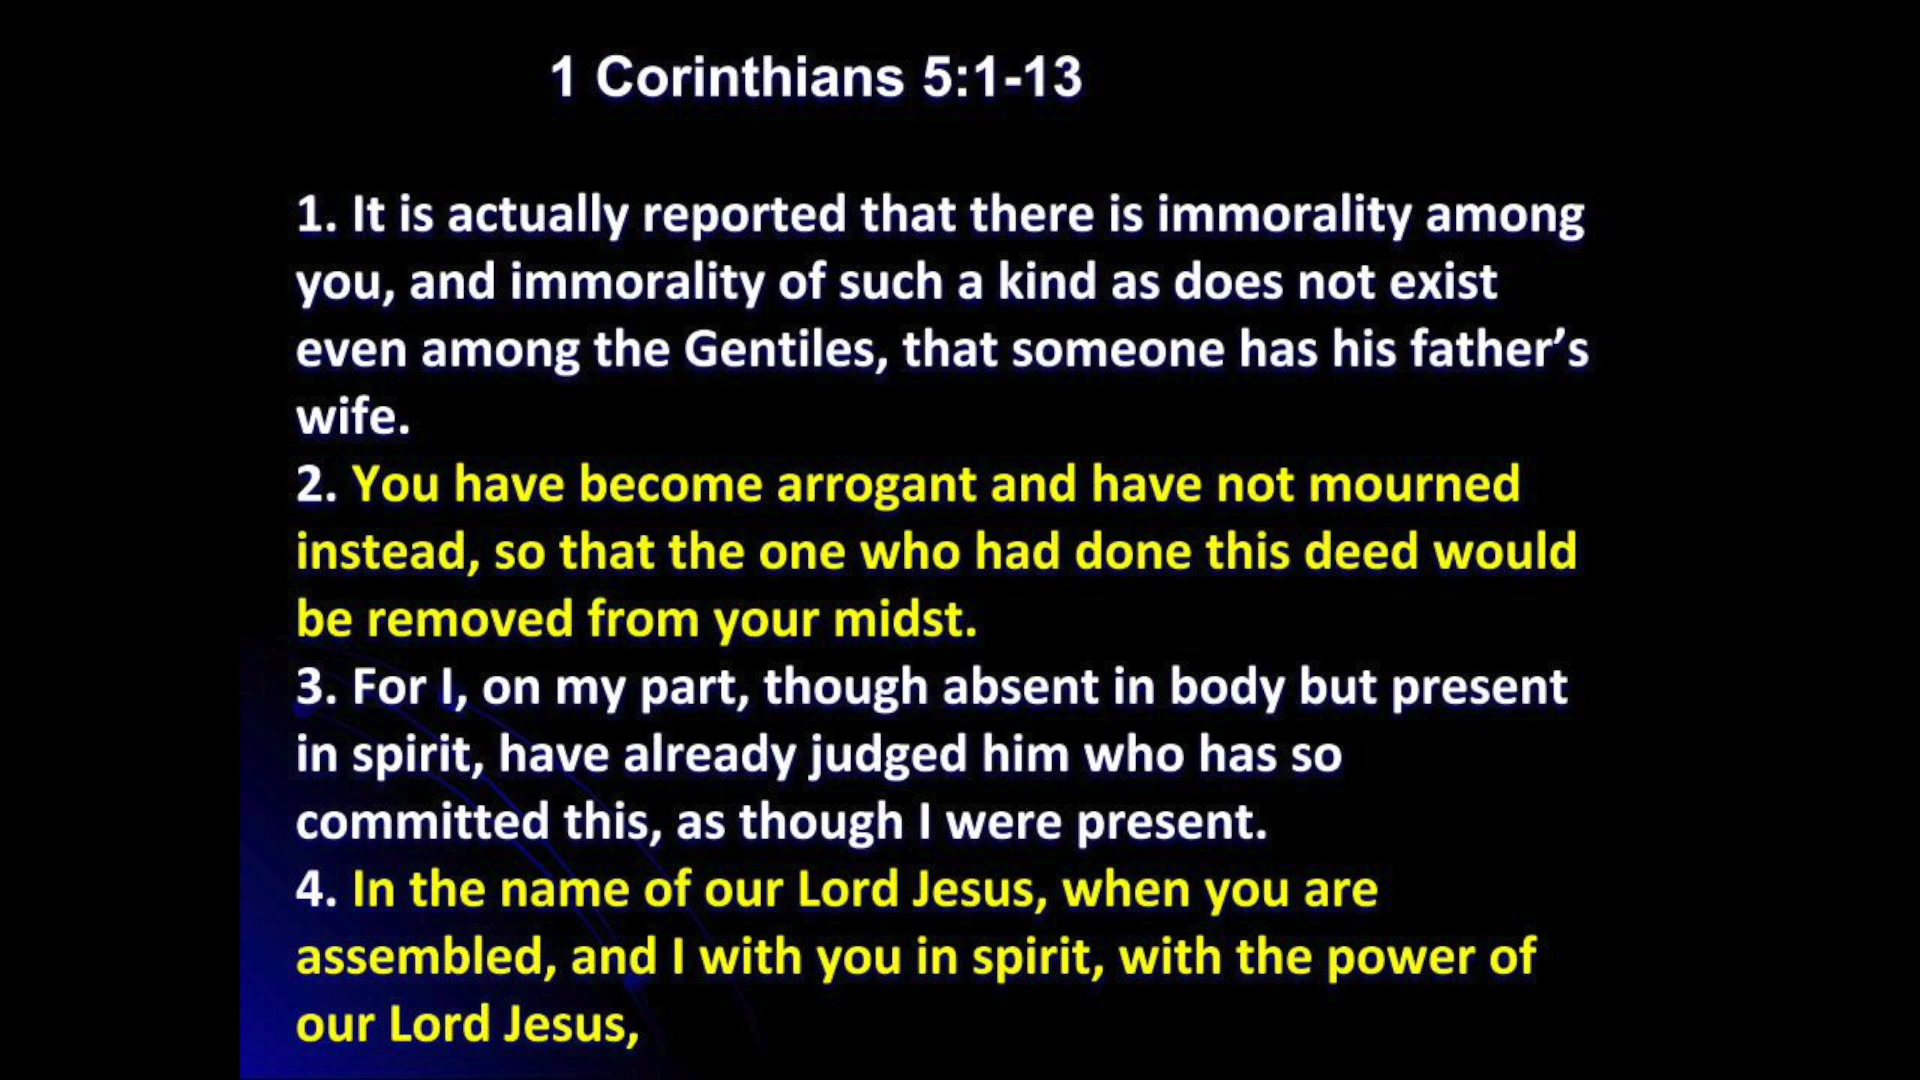 1 Corinthians 5:1-13
1. It is actually reported that there is immorality among
you, and immorality of such a kind as does not exist
even among the Gentiles, that someone has his father’s
wife.
2. You have become arrogant and have not mourned
instead, so that the one who had done this deed would
be removed from your midst.
3. For I, on my part, though absent in body but present
in spirit, have already judged him who has so
committed this, as though I were present.
4. In the name of our Lord Jesus, when you are
assembled, and I with you in spirit, with the power of
our Lord Jesus,